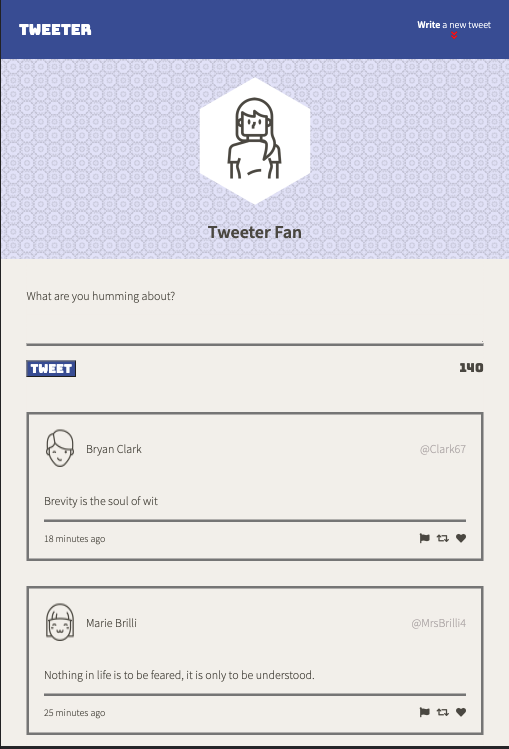 TWEETER
Write a new tweet
Tweeter Fan
What are you humming about?
TWEET
140
Bryan Clark
@Clark67
Brevity is the soul of wit
18 minutes ago
Marie Brilli
@MrsBrilli4
Nothing in life is to be feared, it is only to be understood.
25 minutes ago